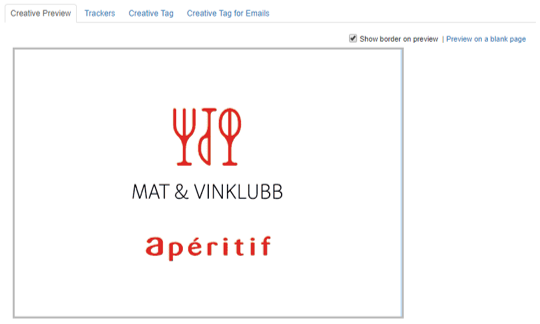 Creative Preview Trackers Creative Tag Creative Tag for Emails
Show border on preview | Preview on a blank page
MAT & VINKLUBB
apéritif